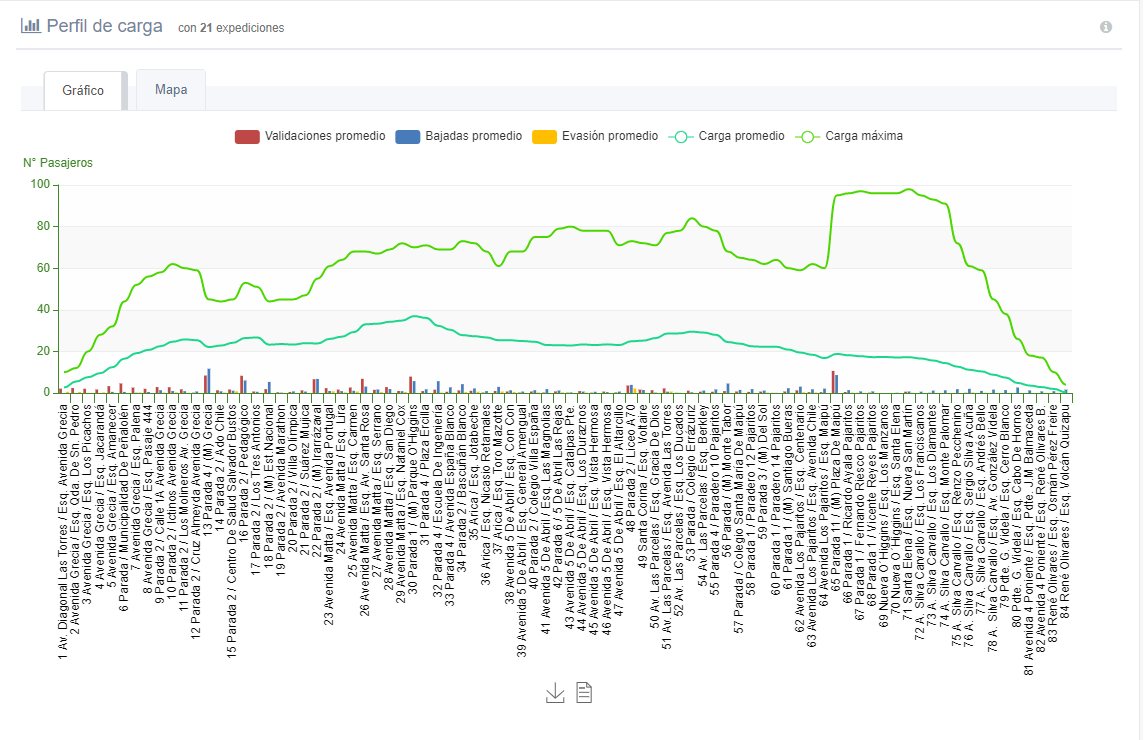 Perfil de carga con 21 expediciones
Gráfico
Mapa
Validaciones promedio
Bajadas promedio
Evasión promedio
Carga promedio
Carga máxima
N° Pasajeros
100
80
60
40
20
0
1 Av. Diagonal Las Torres / Esq. Avenida Grecia
2 Avenida Grecia / Esq. Qda. De Sn. Pedro
3 Avenida Grecia / Esq. Los Picachos
4 Avenida Grecia / Esq. Jacarandá
5 Avenida Grecia / Esq. Amanecer
6 Parada / Municipalidad De Peñalolén
7 Avenida Grecia / Esq. Palena
8 Avenida Grecia / Esq. Pasaje 444
9 Parada 2 / Calle 1A Avenida Grecia
10 Parada 2 / Ictinos Avenida Grecia
11 Parada 2 / Los Mineros Av. Grecia
12 Parada 2 / Cruz Almeyda Avenida Grecia
13 Parada 4 (M) Grecia
14 Parada 2 / Ado Chile
15 Parada 2 / Centro De Salud Salvador Bustos
16 Parada 2 / Pedagógico
17 Parada 2 / Los Tres Antonios
18 Parada 2 / (M) Est Nacional
19 Parada 2 / Avenida Marathon
20 Parada 2 / Villa Olímpica
21 Parada 2 / Suárez Mujica
22 Parada 2 / (M) Irarrázaval
23 Avenida Matta / Esq. Avenida Portugal
24 Avenida Matta / Esq. Lira
25 Avenida Matta / Esq. Carmen
26 Avenida Matta / Esq. Av. Santa Rosa
27 Avenida Matta / Esq. Serrano
28 Avenida Matta / Esq. San Diego
29 Avenida Matta / Esq. Nataniel Cox
30 Parada 1 / (M) Parque O'Higgins
31 Parada 4 / Plaza Ercilla
32 Parada 4 / Escuela De Ingeniería
33 Parada 4 / Avenida España Blanco
34 Parada / Bascuñán Blanco
35 Arica / Esq. Jotabeche
36 Arica / Esq. Nicasio Retamales
37 Arica / Esq. Toro Mazotte
38 Avenida 5 De Abril / Esq. Con Con
39 Avenida 5 De Abril / Esq. General Amengual
40 Parada 2 / Colegio Rep. España
41 Avenida 5 De Abril / Esq. Las Mañolas
42 Parada 6 / 5 De Abril Las Rejas
43 Avenida 5 De Abril / Esq. Catalpas Pte.
44 Avenida 5 De Abril / Esq. Los Duraznos
45 Avenida 5 De Abril / Esq. Vista Hermosa
46 Avenida 5 De Abril / Esq. Vista Hermosa
47 Avenida 5 De Abril / Esq. El Altarcillo
48 Parada 2 / Liceo A70
49 Santa Corina / Esq. Voltaire
50 Av. Las Parcelas / Esq. Gracia De Dios
51 Av. Las Parcelas / Esq. Avenida Las Torres
52 Av. Las Parcelas / Esq. Los Ducados
53 Parada / Colegio Errázuriz
54 Av. Las Parcelas / Esq. Berkley
55 Parada 4 / Paradero 10 Pajaritos
56 Parada (M) Monte Tabor
57 Parada / Colegio Santa María De Maipú
58 Parada 1 / Paradero 12 Pajaritos
59 Parada 3 / (M) Del Sol
60 Parada 1 / Paradero 14 Pajaritos
61 Parada 1 / (M) Santiago Bueras
62 Avenida Los Pajaritos / Esq. Centenario
63 Avenida Los Pajaritos / Esq. Avenida Chile
64 Avenida Los Pajaritos / Esq. Maipú
65 Parada 11 / (M) Plaza De Maipú
66 Parada 1 / Ricardo Ayala Pajaritos
67 Parada 1 / Fernando Riesco Pajaritos
68 Parada 1 / Vicente Reyes Pajaritos
69 Nueva O'Higgins / Esq. Los Manzanos
70 Nueva O'Higgins / Esq. Santa Elena
71 Santa Elena / Esq. Nueva San Martín
72 A. Silva Carvallo / Esq. Los Franciscanos
73 A. Silva Carvallo / Esq. Los Diamantes
74 A. Silva Carvallo / Esq. Monte Palomar
75 A. Silva Carvallo / Esq. Renzo Pecchenino
76 A. Silva Carvallo / Esq. Sergio Silva Acuña
77 A. Silva Carvallo / Esq. Andrés Bello
78 A. Silva Carvallo / Av. González Videla
79 Pdte. G. Videla / Esq. Cerro Blanco
80 Pdte. G. Videla / Esq. Cabo De Hornos
81 Avenida 4 Poniente / Esq. Pdte. J.M Balmaceda
82 Avenida 4 Poniente / Esq. René Olivares B.
83 René Olivares / Esq. Osmán Pérez Freire
84 René Olivares / Esq. Volcán Quizapu